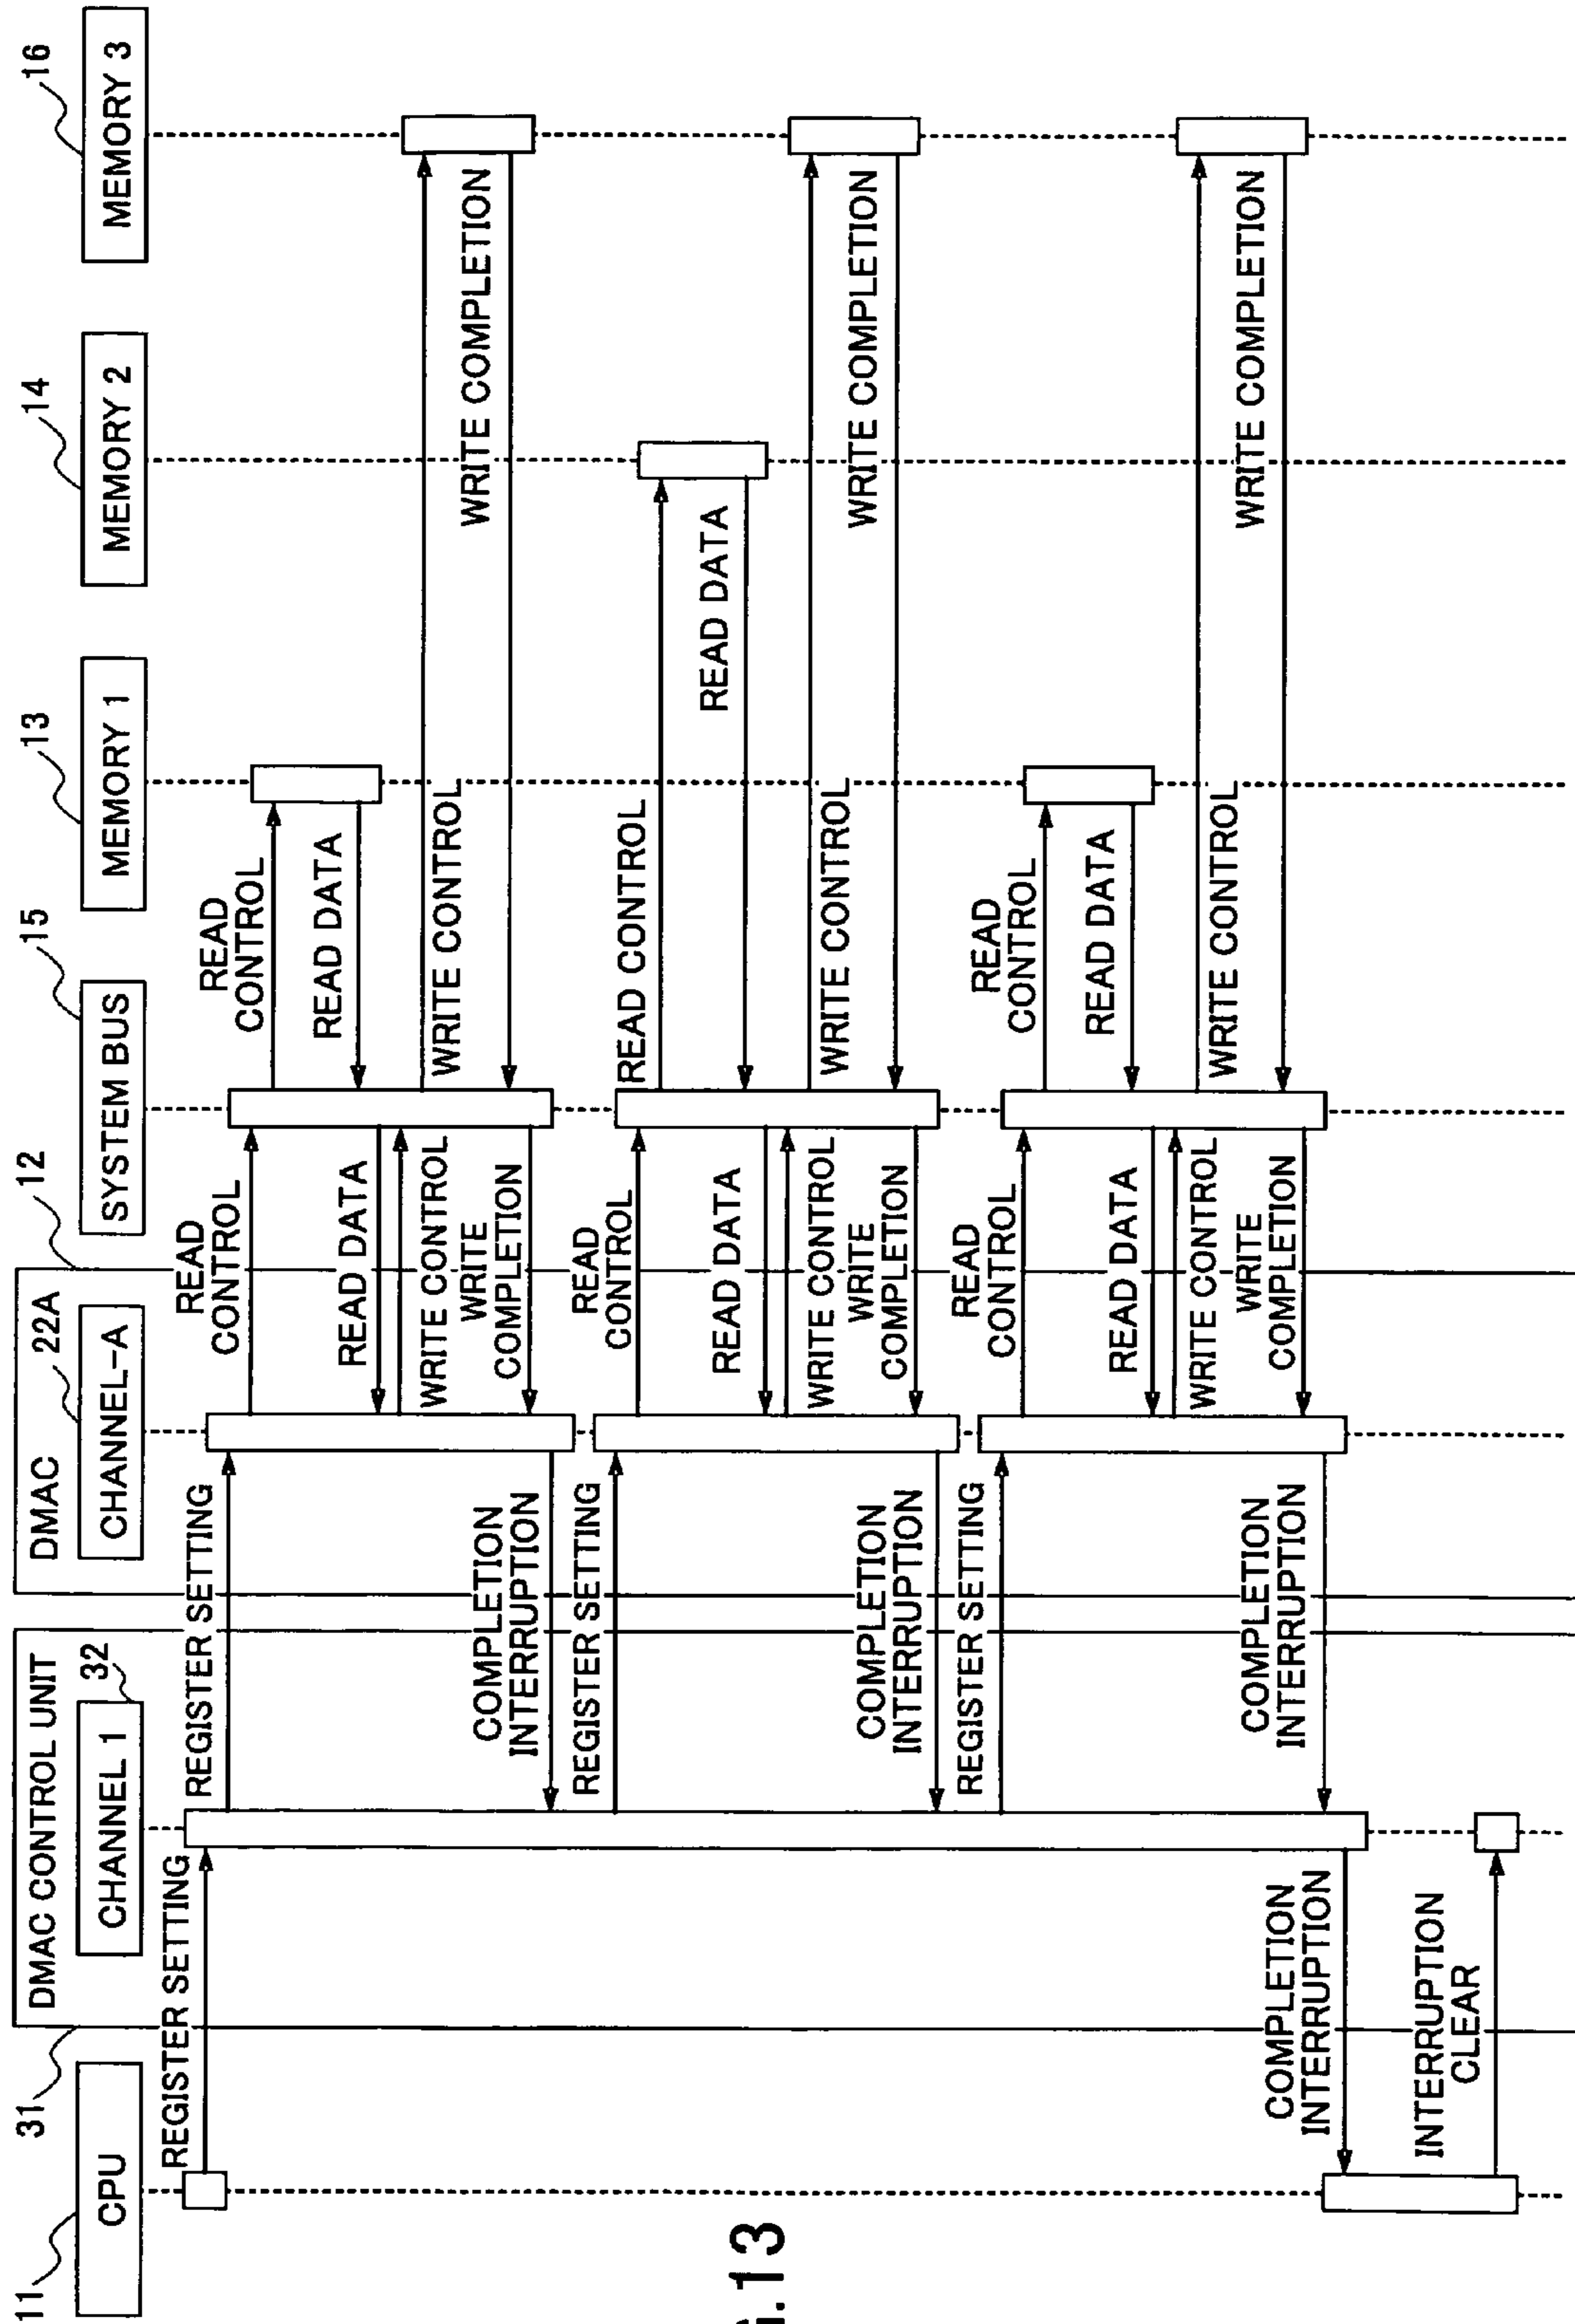 11
CPU
31
DMAC CONTROL UNIT
CHANNEL 1
32
DMAC
CHANNEL-A
22A
12
SYSTEM BUS
15
MEMORY 1
13
MEMORY 2
14
MEMORY 3
16
REGISTER SETTING
REGISTER SETTING
READ
CONTROL
READ
CONTROL
READ DATA
READ DATA
WRITE CONTROL
WRITE CONTROL
WRITE COMPLETION
WRITE
COMPLETION
COMPLETION
INTERRUPTION
REGISTER SETTING
READ
CONTROL
READ CONTROL
READ DATA
READ DATA
WRITE CONTROL
WRITE CONTROL
WRITE COMPLETION
WRITE
COMPLETION
COMPLETION
INTERRUPTION
REGISTER SETTING
READ
CONTROL
READ
CONTROL
READ DATA
READ DATA
WRITE CONTROL
WRITE CONTROL
WRITE COMPLETION
WRITE
COMPLETION
COMPLETION
INTERRUPTION
COMPLETION
INTERRUPTION
INTERRUPTION
CLEAR
G.13